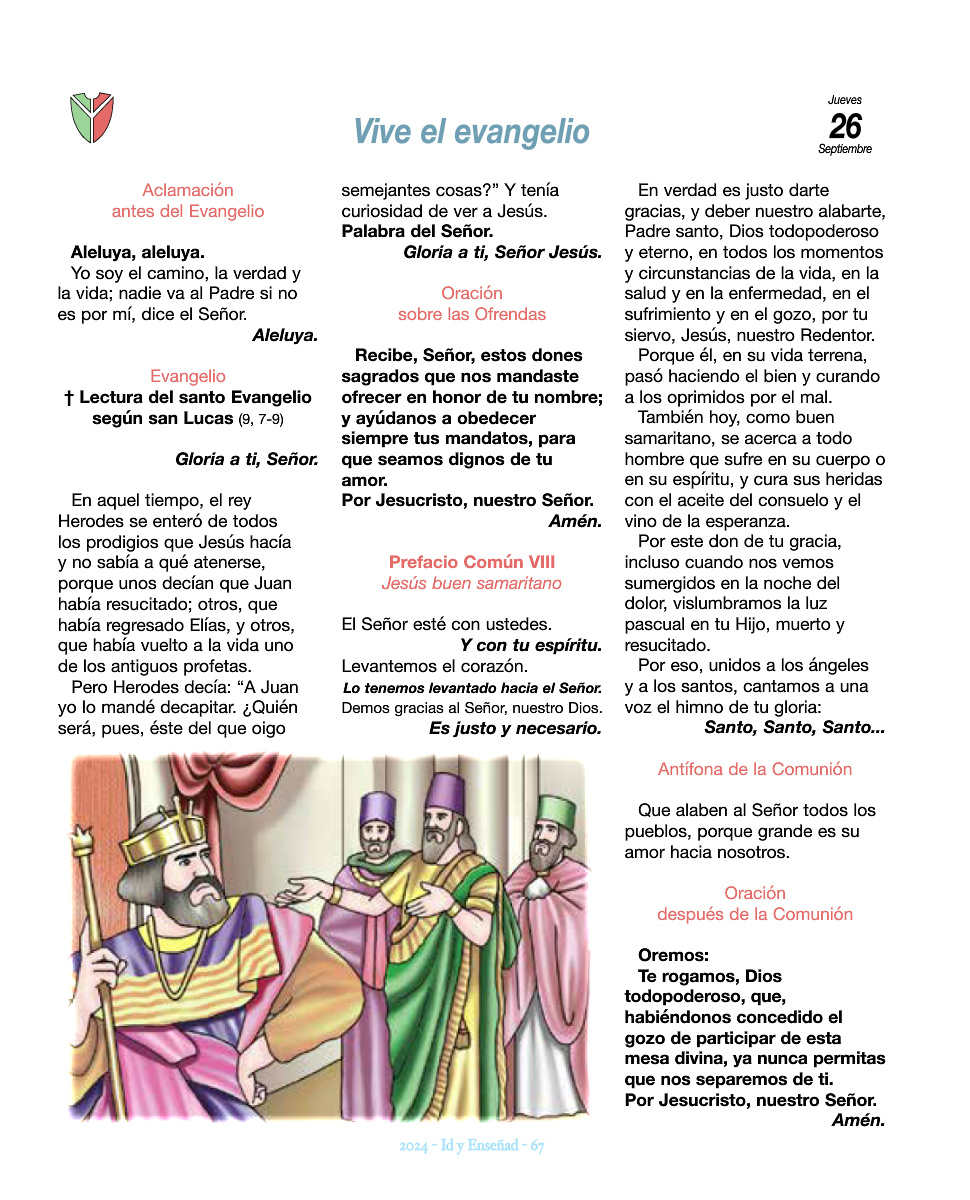 Vive el evangelio
Jueves
26
Septiembre
Aclamación
antes del Evangelio
Aleluya, aleluya.
Yo soy el camino, la verdad y
la vida; nadie va al Padre si no
es por mí, dice el Señor.
Aleluya.
Evangelio
† Lectura del santo Evangelio
según san Lucas (9, 7-9)
Gloria a ti, Señor.
En aquel tiempo, el rey
Herodes se enteró de todos
los prodigios que Jesús hacía
y no sabía a qué atenerse,
porque unos decían que Juan
había resucitado; otros, que
había regresado Elías, y otros,
que había vuelto a la vida uno
de los antiguos profetas.
Pero Herodes decía: “A Juan
yo lo mandé decapitar. ¿Quién
será, pues, éste del que oigo
semejantes cosas?” Y tenía
curiosidad de ver a Jesús.
Palabra del Señor.
Gloria a ti, Señor Jesús.
Oración
sobre las Ofrendas
Recibe, Señor, estos dones
sagrados que nos mandaste
ofrecer en honor de tu nombre;
y ayúdanos a obedecer
siempre tus mandatos, para
que seamos dignos de tu
amor.
Por Jesucristo, nuestro Señor.
Amén.
Prefacio Común VIII
Jesús buen samaritano
El Señor esté con ustedes.
Y con tu espíritu.
Levantemos el corazón.
Lo tenemos levantado hacia el Señor.
Demos gracias al Señor, nuestro Dios.
Es justo y necesario.
En verdad es justo darte
gracias, y deber nuestro alabarte,
Padre santo, Dios todopoderoso
y eterno, en todos los momentos
y circunstancias de la vida, en la
salud y en la enfermedad, en el
sufrimiento y en el gozo, por tu
siervo, Jesús, nuestro Redentor.
Porque él, en su vida terrena,
pasó haciendo el bien y curando
a los oprimidos por el mal.
También hoy, como buen
samaritano, se acerca a todo
hombre que sufre en su cuerpo o
en su espíritu, y cura sus heridas
con el aceite del consuelo y el
vino de la esperanza.
Por este don de tu gracia,
incluso cuando nos vemos
sumergidos en la noche del
dolor, vislumbramos la luz
pascual en tu Hijo, muerto y
resucitado.
Por eso, unidos a los ángeles
y a los santos, cantamos a una
voz el himno de tu gloria:
Santo, Santo, Santo...
Antífona de la Comunión
Que alaben al Señor todos los
pueblos, porque grande es su
amor hacia nosotros.
Oración
después de la Comunión
Oremos:
Te rogamos, Dios
todopoderoso, que,
habiéndonos concedido el
gozo de participar de esta
mesa divina, ya nunca permitas
que nos separemos de ti.
Por Jesucristo, nuestro Señor.
Amén.
2024 - Id y Enseñad - 67